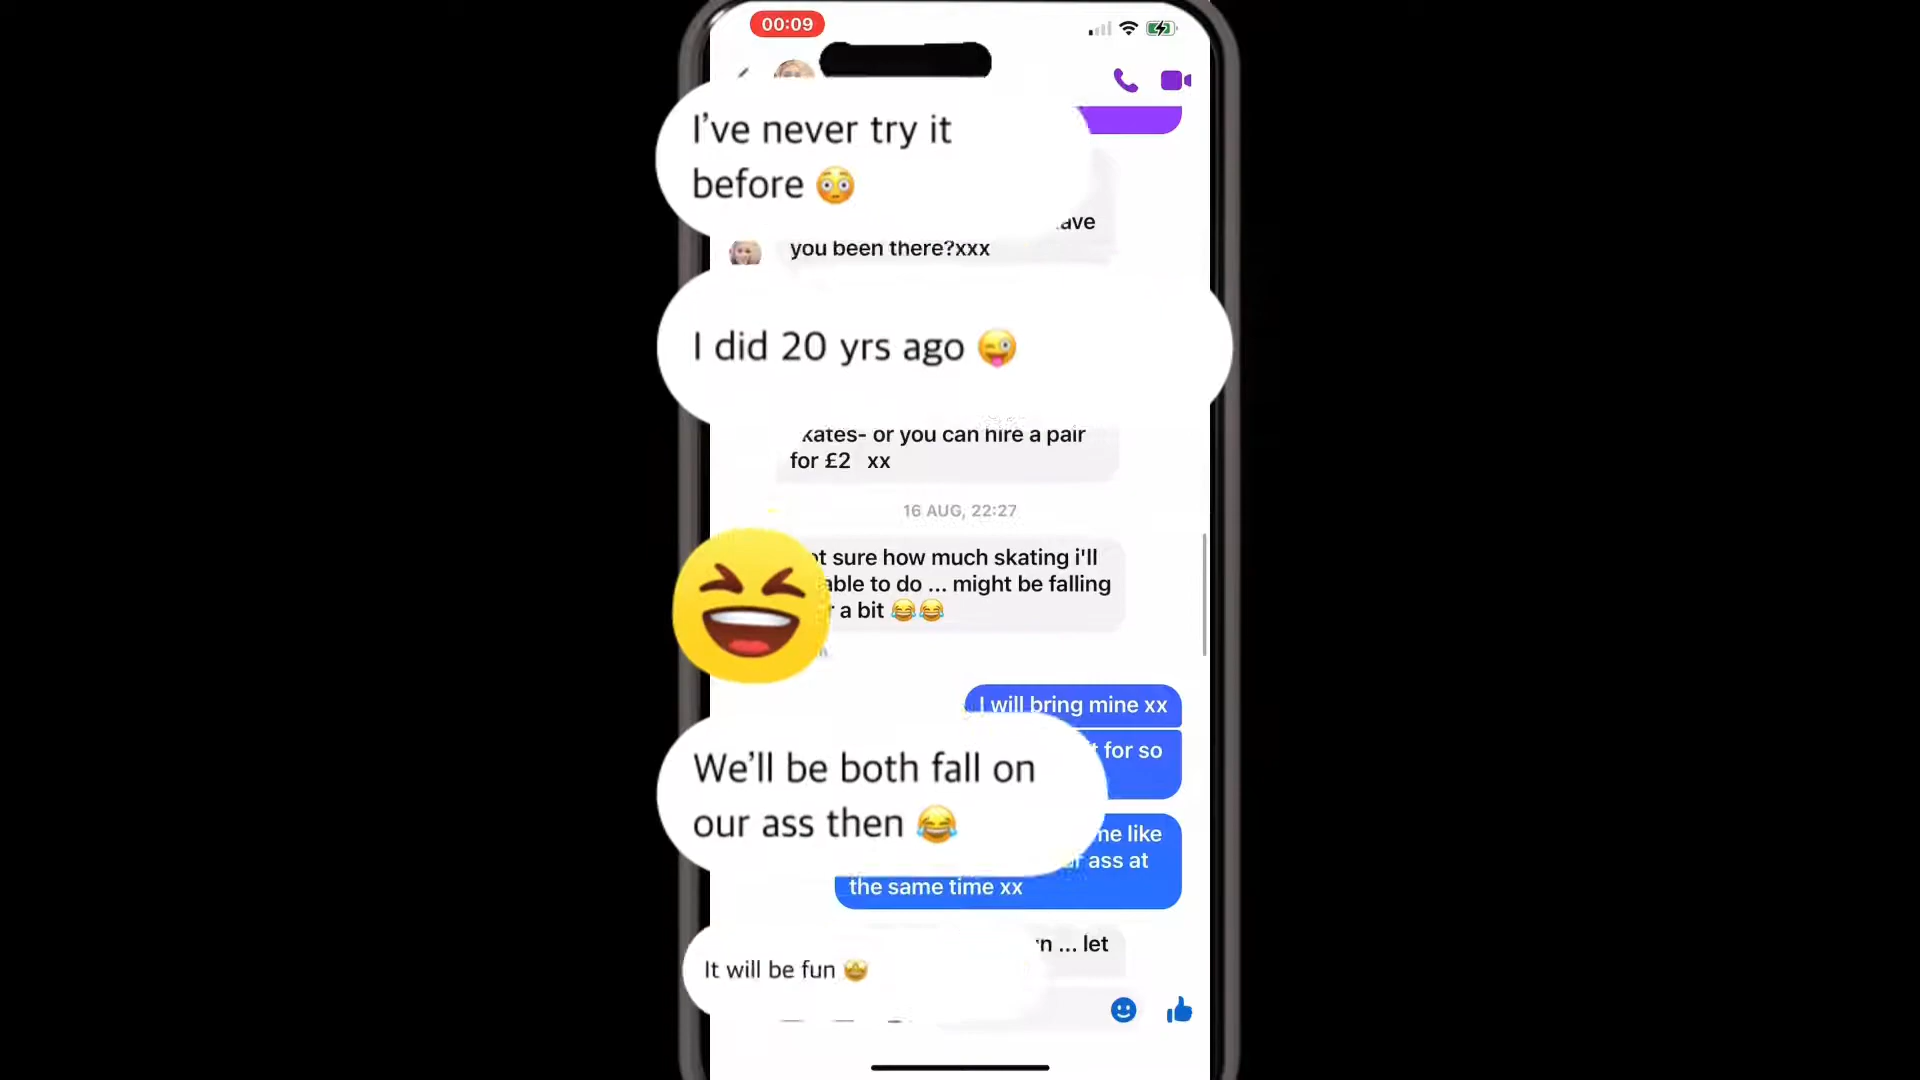 00:09
I've never try it
before 😳
you been there?xxx
I did 20 yrs ago 😜
or you can hire a pair
for £2 xx
16 AUG, 22:27
sure how much skating i'll
able to do ... might be falling
a bit 😂😂
I will bring mine xx
We'll be both fall on
our ass then 😂
for so
like
ass at
the same time xx
... let
It will be fun 🤩